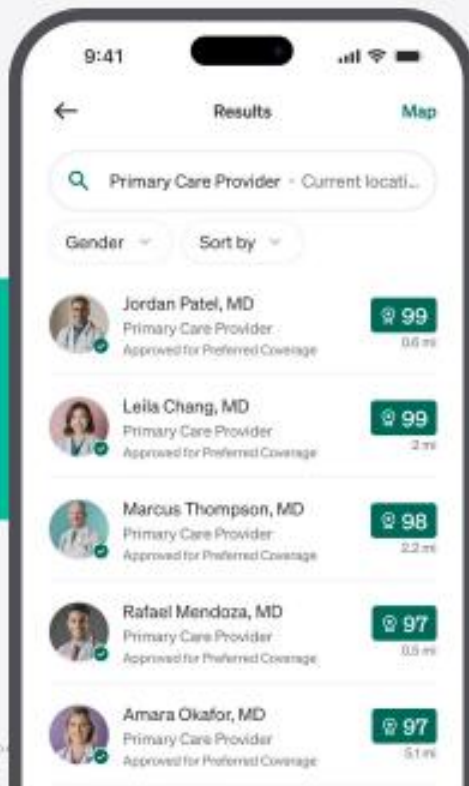 9:41
Results
Map
Primary Care Provider - Current locati...
Gender
Sort by
Jordan Patel, MD
Primary Care Provider
Approved for Preferred Coverage
99
0.6 mi
Leila Chang, MD
Primary Care Provider
Approved for Preferred Coverage
99
2 mi
Marcus Thompson, MD
Primary Care Provider
Approved for Preferred Coverage
98
2.2 mi
Rafael Mendoza, MD
Primary Care Provider
Approved for Preferred Coverage
97
0.5 mi
Amara Okafor, MD
Primary Care Provider
Approved for Preferred Coverage
97
5.1 mi